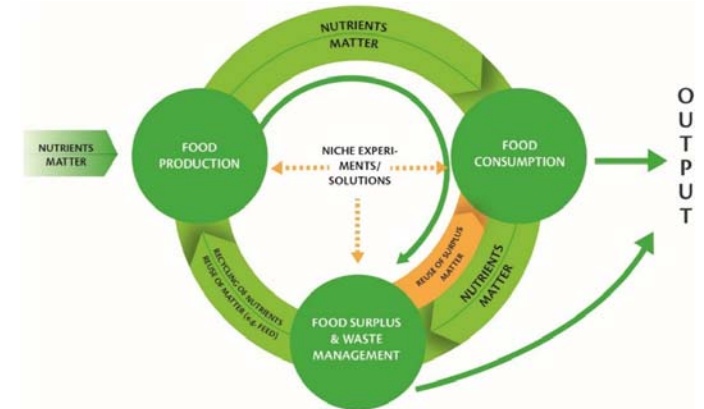 NUTRIENTS
MATTER
NUTRIENTS
MATTER
FOOD
PRODUCTION
NICHE EXPERI-
MENTS/
SOLUTIONS
FOOD
CONSUMPTION
OUTPUT
RECYCLING OF NUTRIENTS
REUSE OF MATTER (e.g. FEED)
REUSE OF SURPLUS
MATTER
NUTRIENTS
MATTER
FOOD SURPLUS
& WASTE
MANAGEMENT